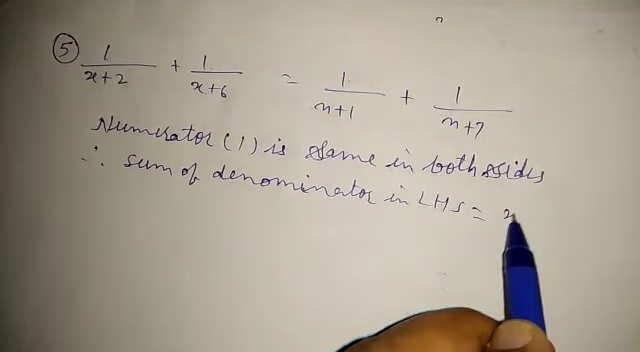 ⑤ 1/(x+2) + 1/(x+6) = 1/(x+1) + 1/(x+7)
Numerator (1) is same in both sides
∴ sum of denominator in LHS =